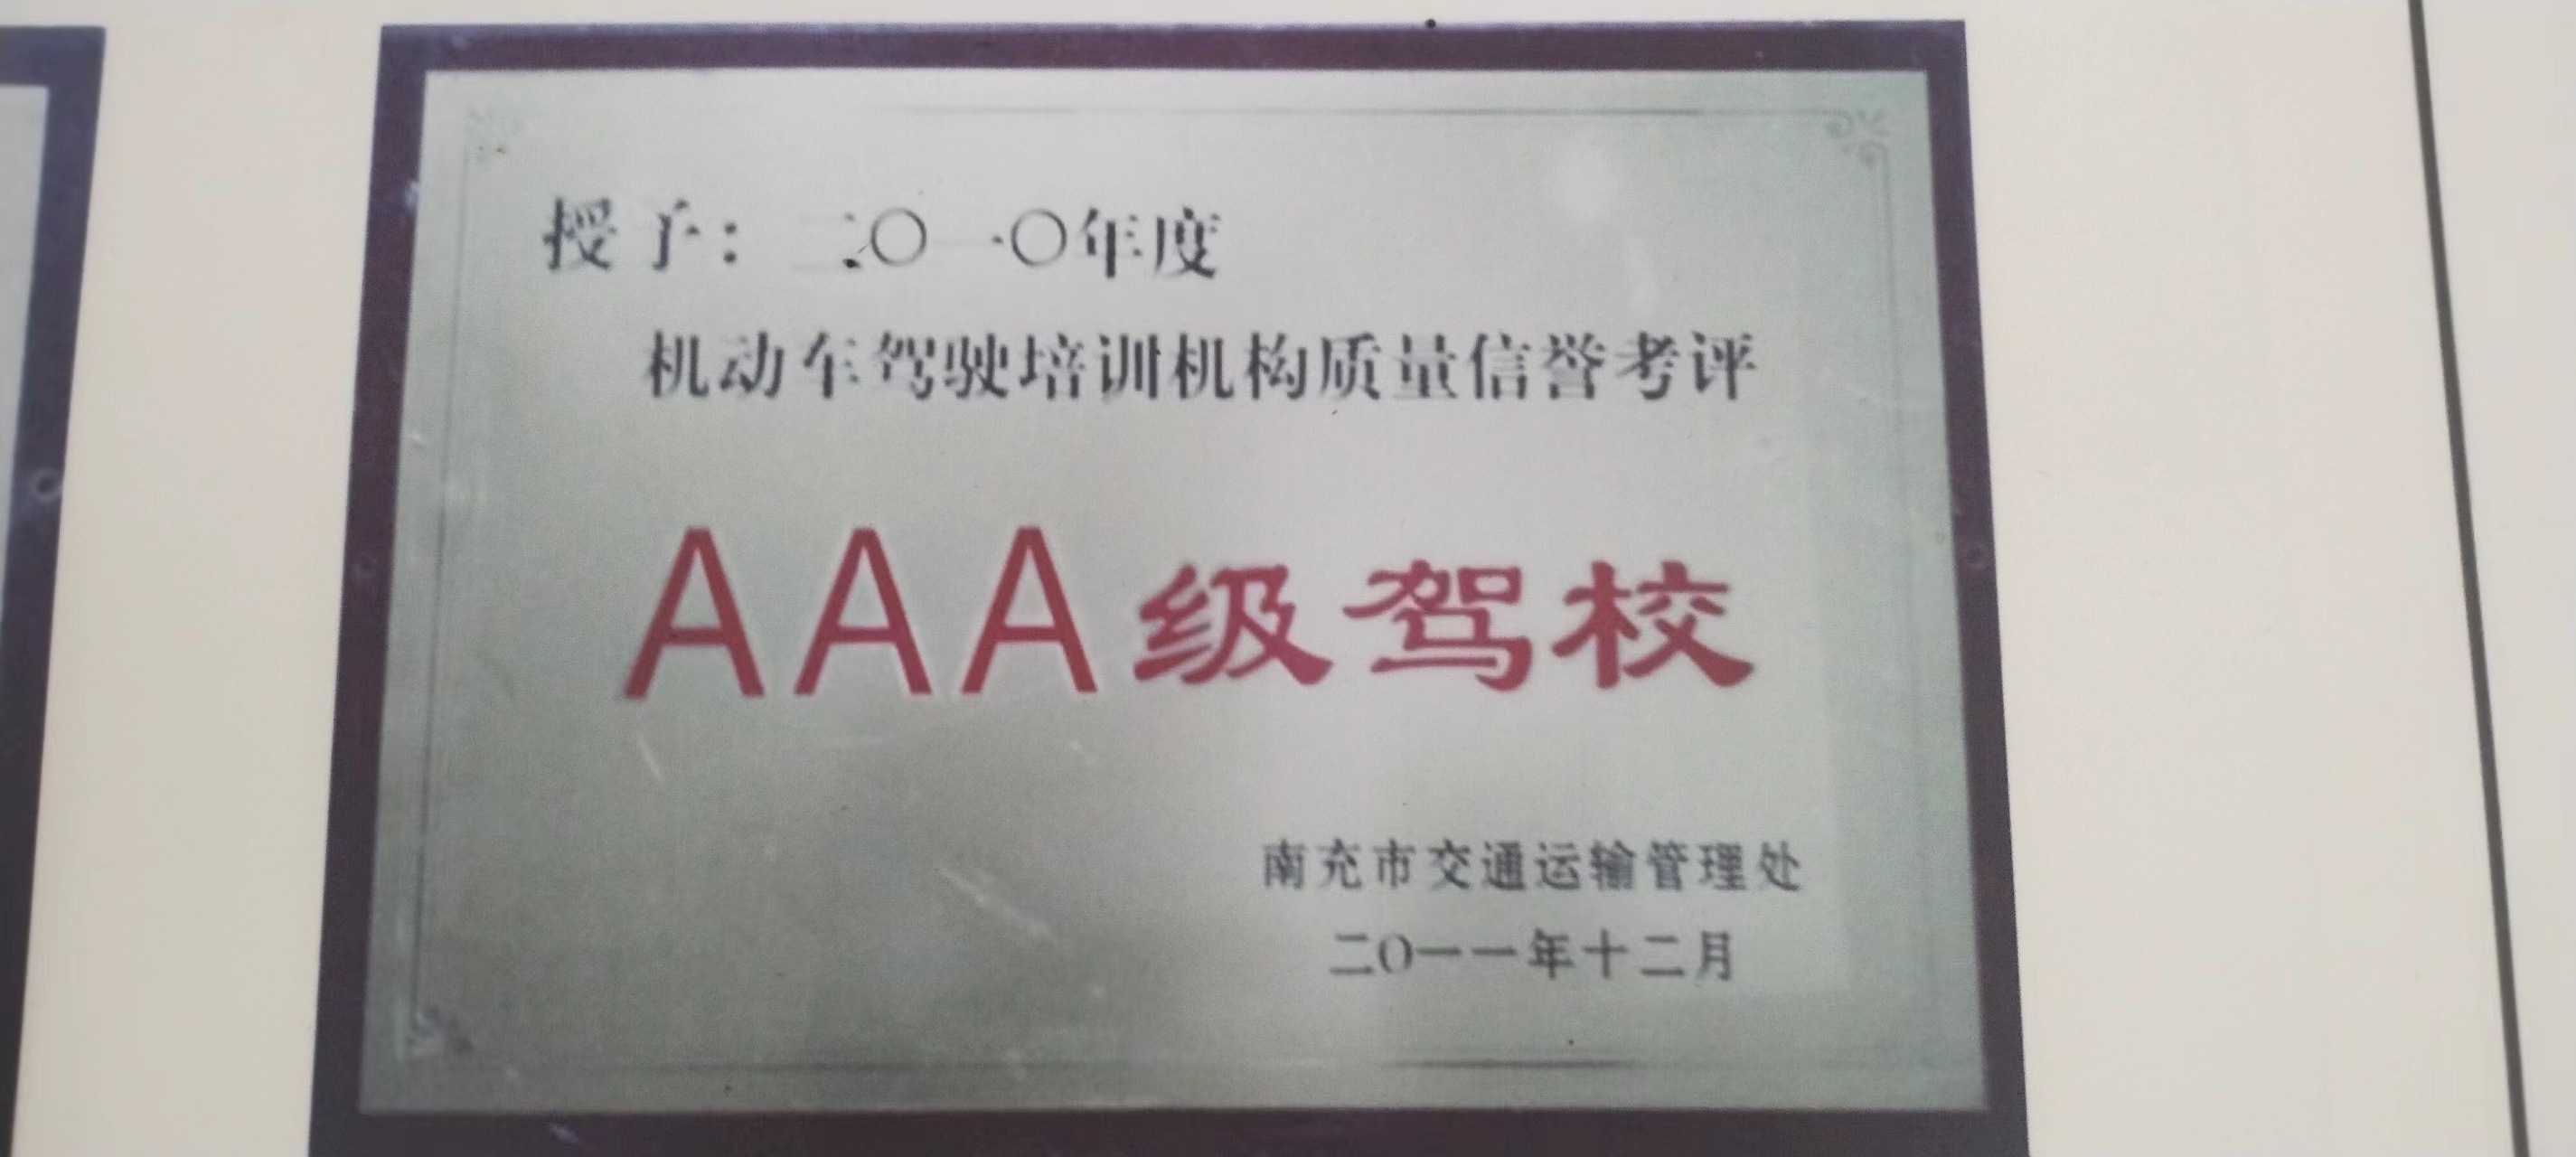 授予：二〇一〇年度
机动车驾驶培训机构质量信誉考评
AAA级驾校
南充市交通运输管理处
二〇一一年十二月